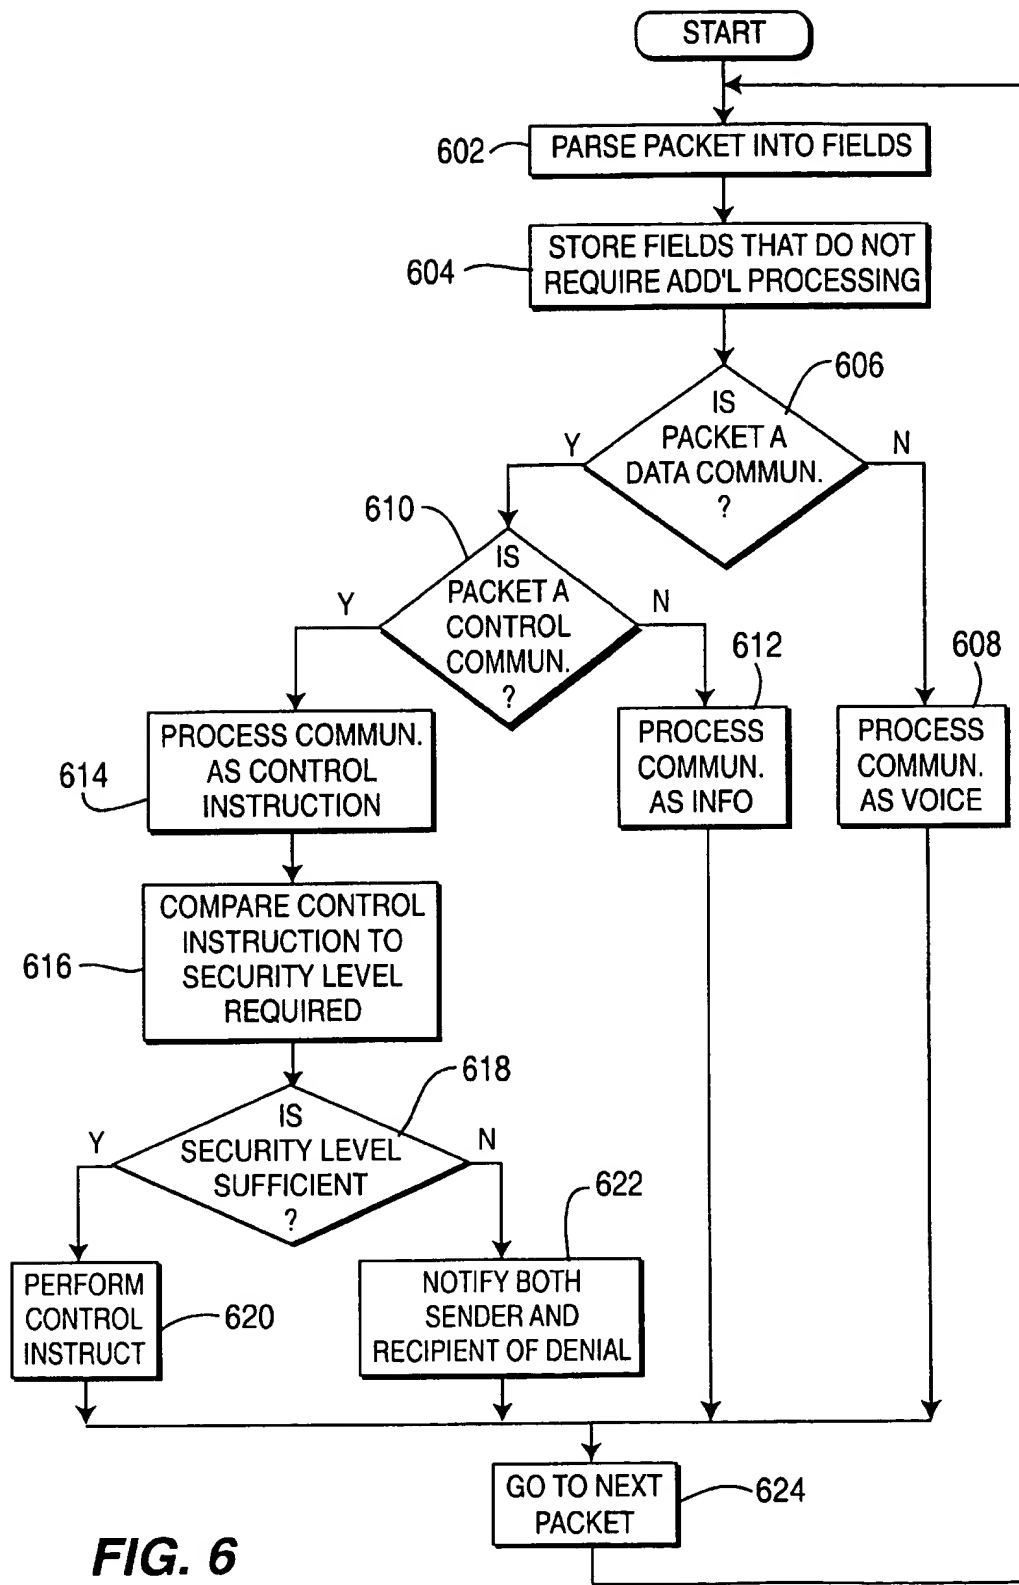 START
602
PARSE PACKET INTO FIELDS
604
STORE FIELDS THAT DO NOT
REQUIRE ADD'L PROCESSING
606
IS
PACKET A
DATA COMMUN.
?
Y
N
610
IS
PACKET A
CONTROL
COMMUN.
?
Y
N
612
608
614
PROCESS COMMUN.
AS CONTROL
INSTRUCTION
PROCESS
COMMUN.
AS INFO
PROCESS
COMMUN.
AS VOICE
616
COMPARE CONTROL
INSTRUCTION TO
SECURITY LEVEL
REQUIRED
618
IS
SECURITY LEVEL
SUFFICIENT
?
Y
N
622
PERFORM
CONTROL
INSTRUCT
620
NOTIFY BOTH
SENDER AND
RECIPIENT OF DENIAL
GO TO NEXT
PACKET
624
FIG. 6